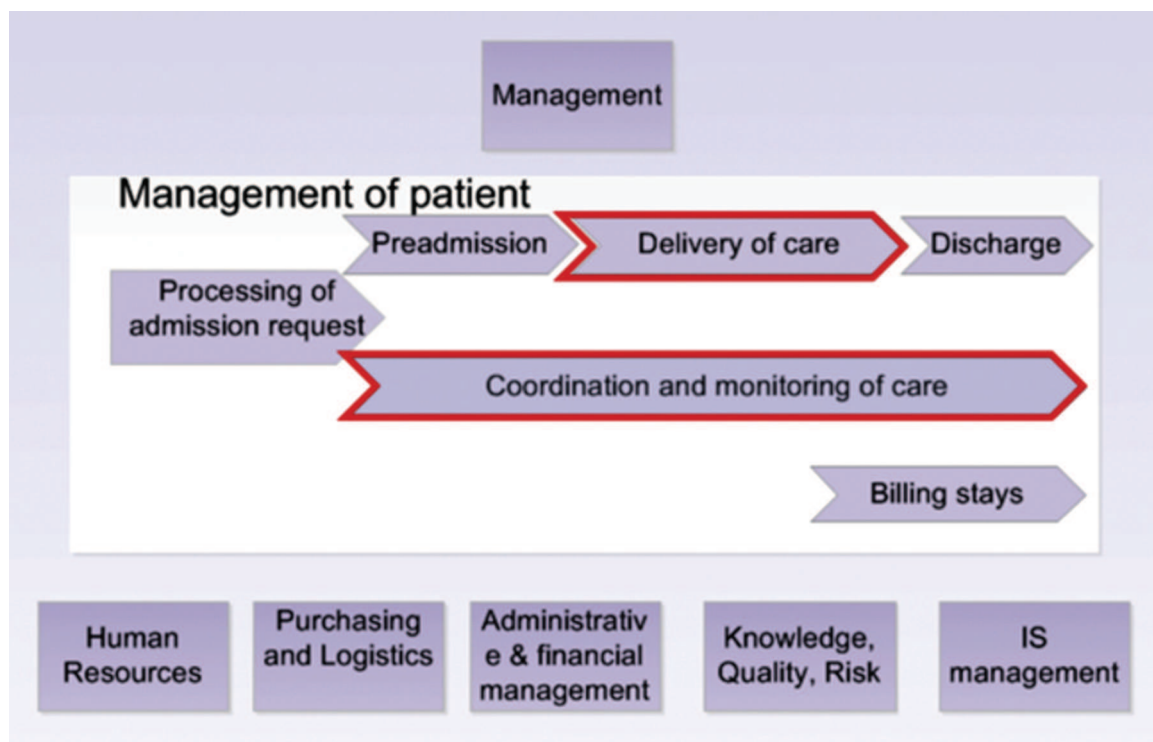 Management
Management of patient
Preadmission
Delivery of care
Discharge
Processing of
admission request
Coordination and monitoring of care
Billing stays
Human
Resources
Purchasing
and Logistics
Administrativ
e & financial
management
Knowledge,
Quality, Risk
IS
management